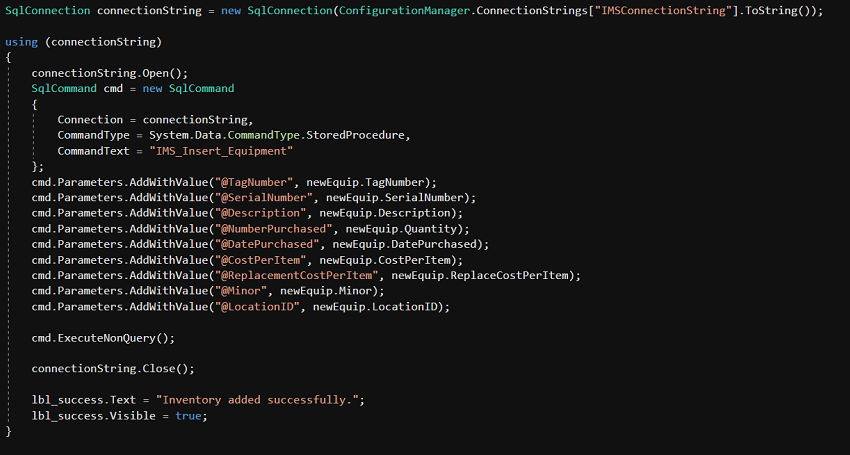 SqlConnection connectionString = new SqlConnection(ConfigurationManager.ConnectionStrings["IMSConnectionString"].ToString());
using (connectionString)
{
connectionString.Open();
SqlCommand cmd = new SqlCommand
{
Connection = connectionString,
CommandType = System.Data.CommandType.StoredProcedure,
CommandText = "IMS_Insert_Equipment"
};
cmd.Parameters.AddWithValue("@TagNumber", newEquip.TagNumber);
cmd.Parameters.AddWithValue("@SerialNumber", newEquip.SerialNumber);
cmd.Parameters.AddWithValue("@Description", newEquip.Description);
cmd.Parameters.AddWithValue("@NumberPurchased", newEquip.Quantity);
cmd.Parameters.AddWithValue("@DatePurchased", newEquip.DatePurchased);
cmd.Parameters.AddWithValue("@CostPerItem", newEquip.CostPerItem);
cmd.Parameters.AddWithValue("@ReplacementCostPerItem", newEquip.ReplaceCostPerItem);
cmd.Parameters.AddWithValue("@Minor", newEquip.Minor);
cmd.Parameters.AddWithValue("@LocationID", newEquip.LocationID);
cmd.ExecuteNonQuery();
connectionString.Close();
lbl_success.Text = "Inventory added successfully.";
lbl_success.Visible = true;
}